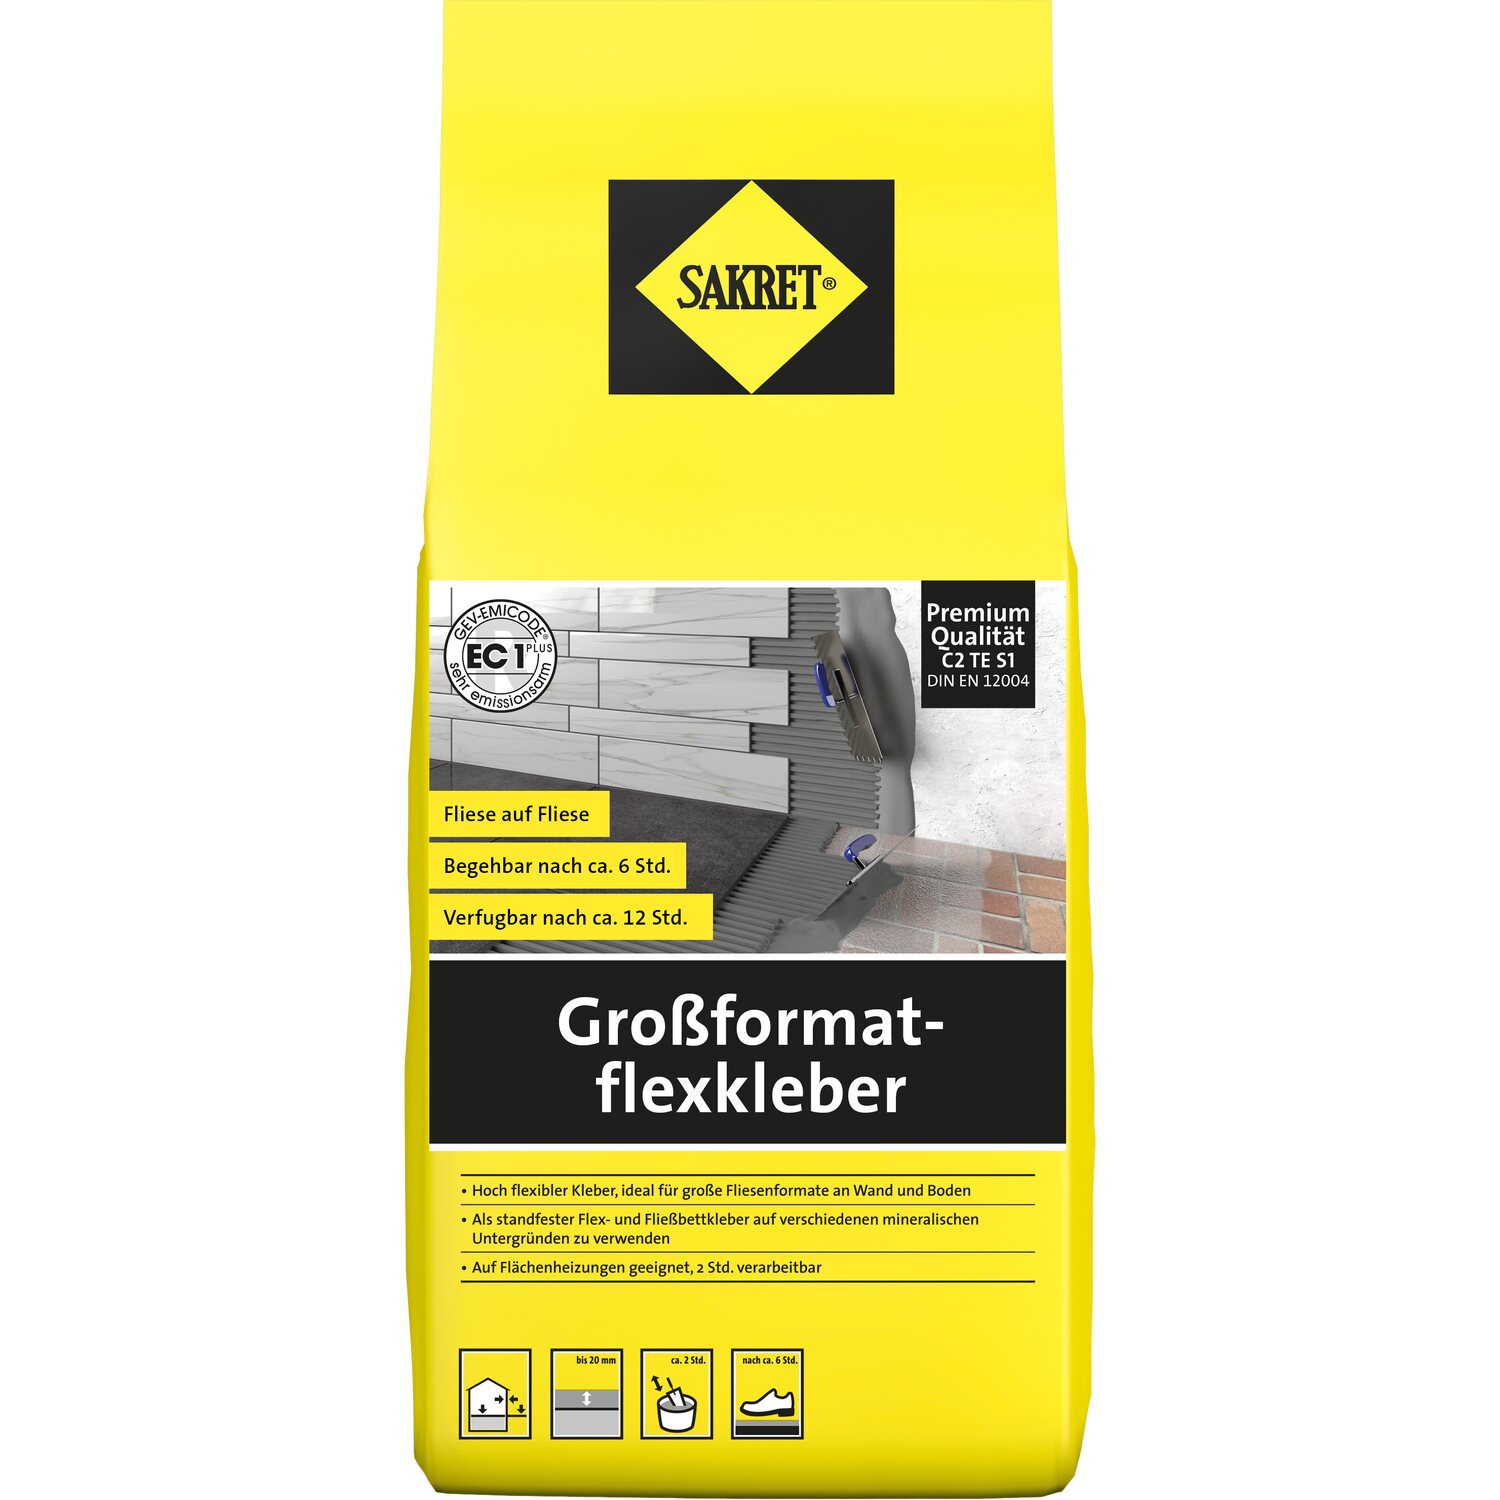 SAKRET®
GEV-EMICODE®
EC1PLUS
sehr emissionsarm
Premium
Qualität
C2 TE S1
DIN EN 12004
Fliese auf Fliese
Begehbar nach ca. 6 Std.
Verfugbar nach ca. 12 Std.
Großformat-
flexkleber
• Hoch flexibler Kleber, ideal für große Fliesenformate an Wand und Boden
• Als standfester Flex- und Fließbettkleber auf verschiedenen mineralischen
Untergründen zu verwenden
• Auf Flächenheizungen geeignet, 2 Std. verarbeitbar
bis 20 mm
ca. 2 Std.
nach ca. 6 Std.